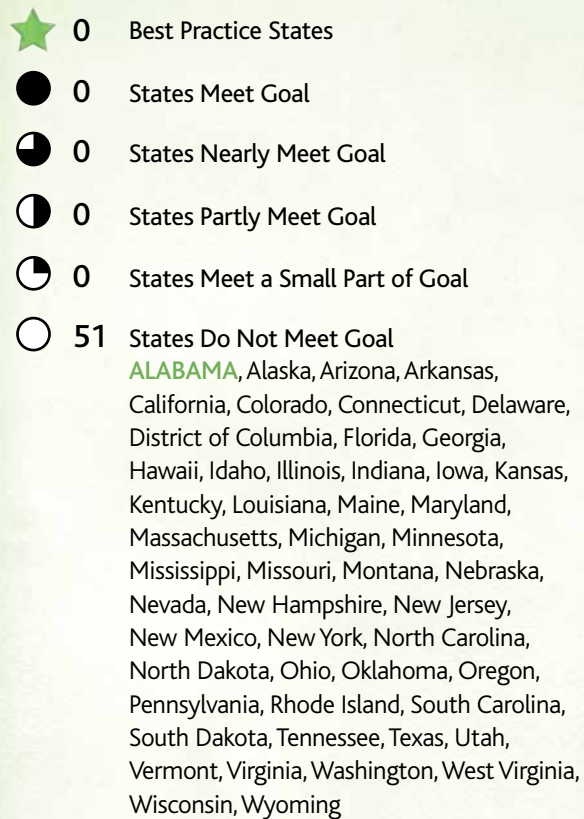 0 Best Practice States
0 States Meet Goal
0 States Nearly Meet Goal
0 States Partly Meet Goal
0 States Meet a Small Part of Goal
51 States Do Not Meet Goal
ALABAMA, Alaska, Arizona, Arkansas,
California, Colorado, Connecticut, Delaware,
District of Columbia, Florida, Georgia,
Hawaii, Idaho, Illinois, Indiana, Iowa, Kansas,
Kentucky, Louisiana, Maine, Maryland,
Massachusetts, Michigan, Minnesota,
Mississippi, Missouri, Montana, Nebraska,
Nevada, New Hampshire, New Jersey,
New Mexico, New York, North Carolina,
North Dakota, Ohio, Oklahoma, Oregon,
Pennsylvania, Rhode Island, South Carolina,
South Dakota, Tennessee, Texas, Utah,
Vermont, Virginia, Washington, West Virginia,
Wisconsin, Wyoming